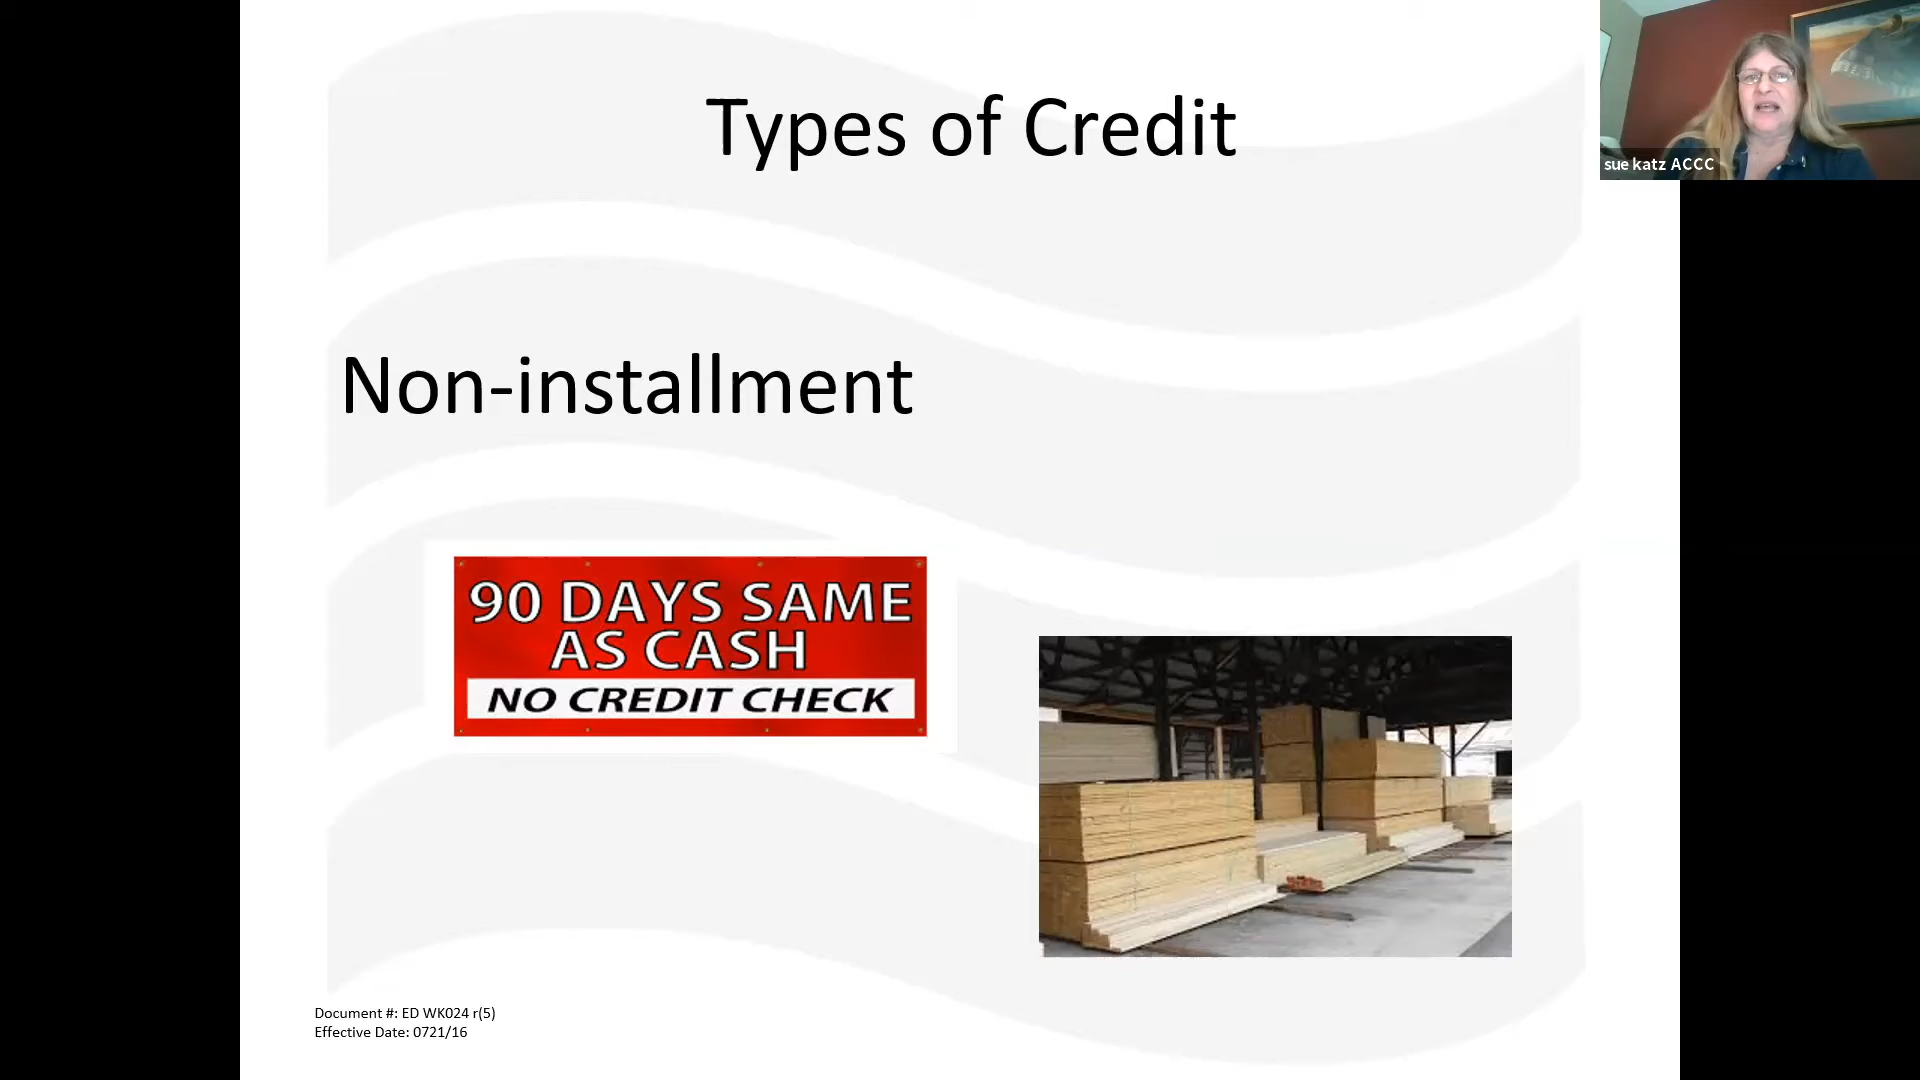 Types of Credit
sue katz ACCC
Non-installment
90 DAYS SAME
AS CASH
NO CREDIT CHECK
Document #: ED WK024 r(5)
Effective Date: 0721/16